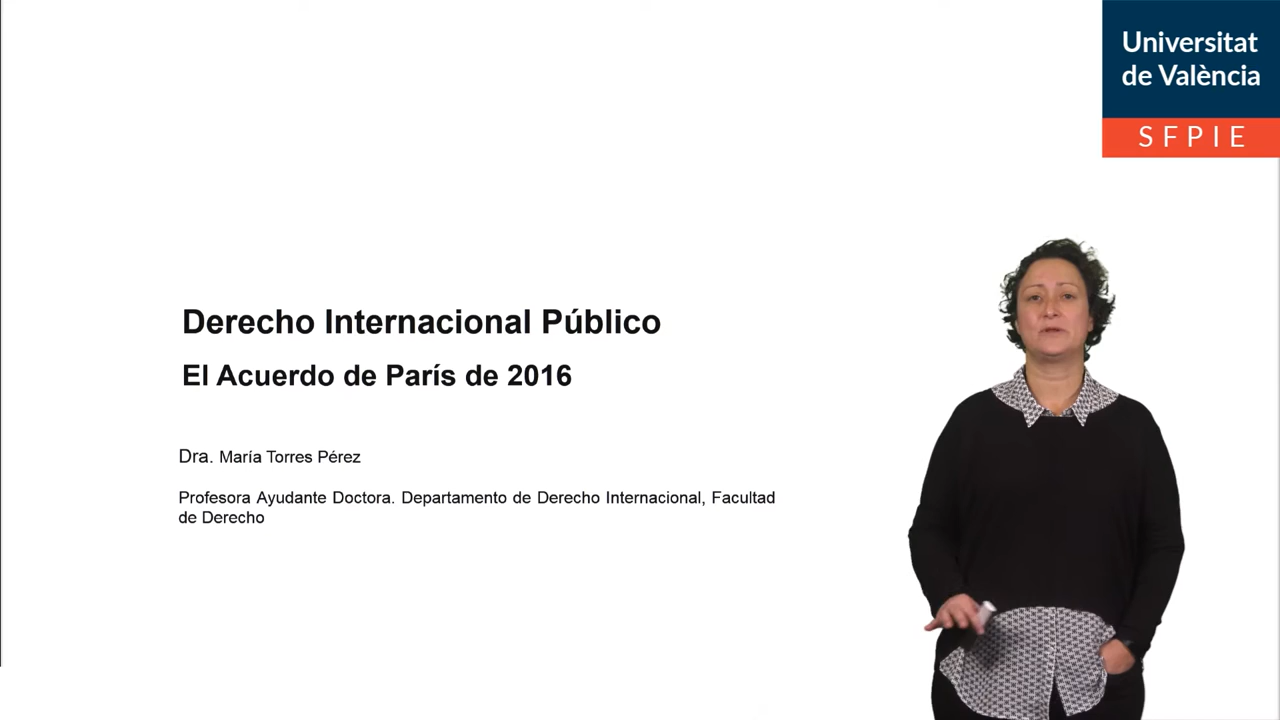 Universitat
de València
SFPIE
Derecho Internacional Público
El Acuerdo de París de 2016
Dra. María Torres Pérez
Profesora Ayudante Doctora. Departamento de Derecho Internacional, Facultad
de Derecho